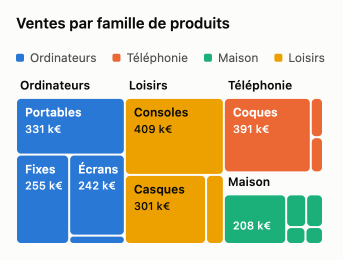 Ventes par famille de produits
Ordinateurs
Téléphonie
Maison
Loisirs
Ordinateurs
Loisirs
Téléphonie
Portables
331 k€
Consoles
409 k€
Coques
391 k€
Fixes
255 k€
Écrans
242 k€
Casques
301 k€
Maison
208 k€